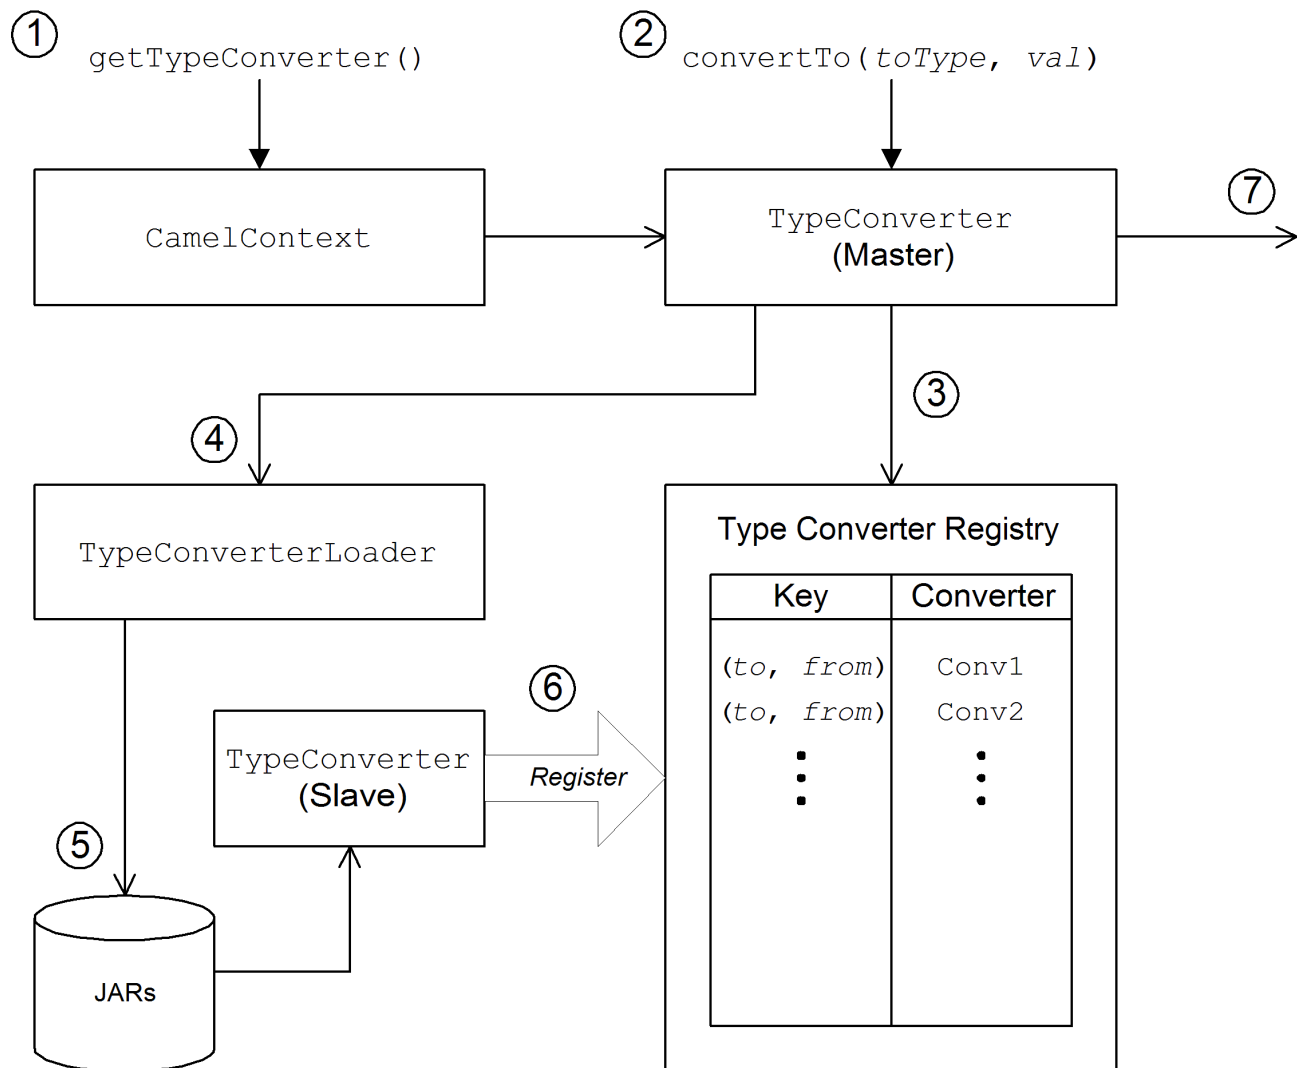 1
getTypeConverter()
2
convertTo(toType, val)
CamelContext
TypeConverter
(Master)
7
3
4
TypeConverterLoader
Type Converter Registry
Key Converter
(to, from) Conv1
(to, from) Conv2
6
TypeConverter
(Slave)
Register
5
JARs